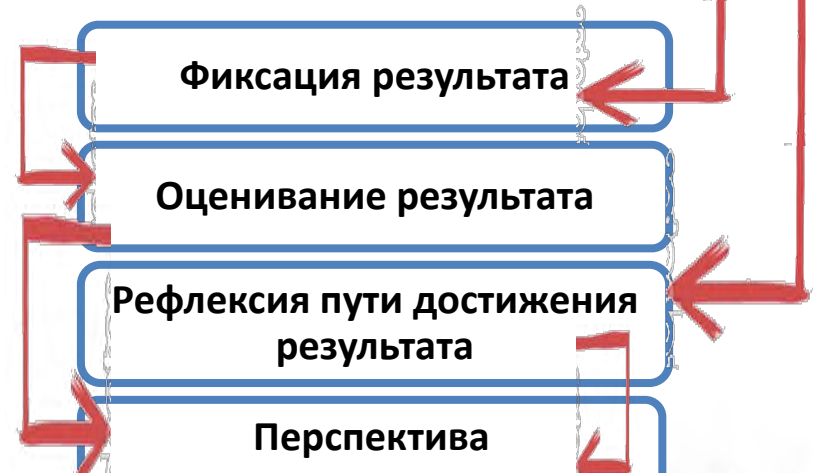 Фиксация результата
Оценивание результата
Рефлексия пути достижения
результата
Перспектива